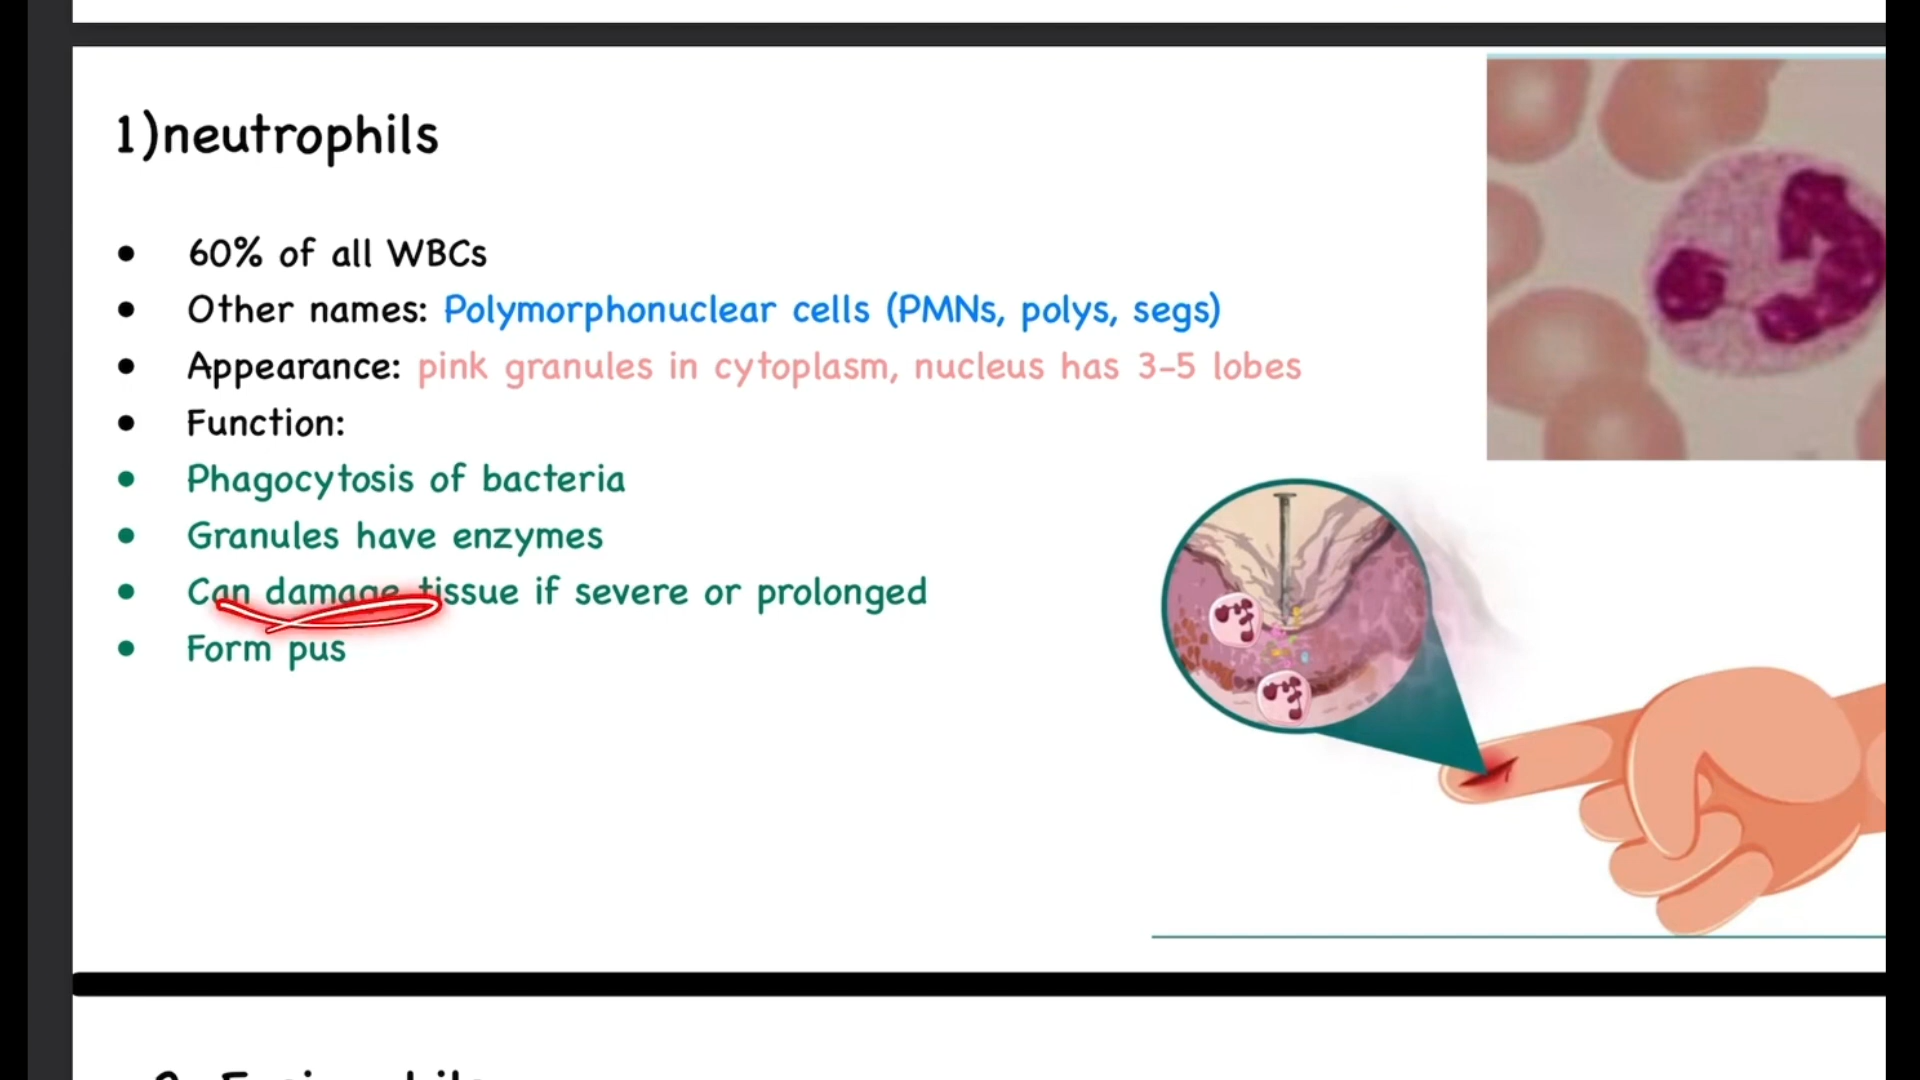 1)neutrophils
• 60% of all WBCs
• Other names: Polymorphonuclear cells (PMNs, polys, segs)
• Appearance: pink granules in cytoplasm, nucleus has 3-5 lobes
• Function:
• Phagocytosis of bacteria
• Granules have enzymes
• Can damage tissue if severe or prolonged
• Form pus